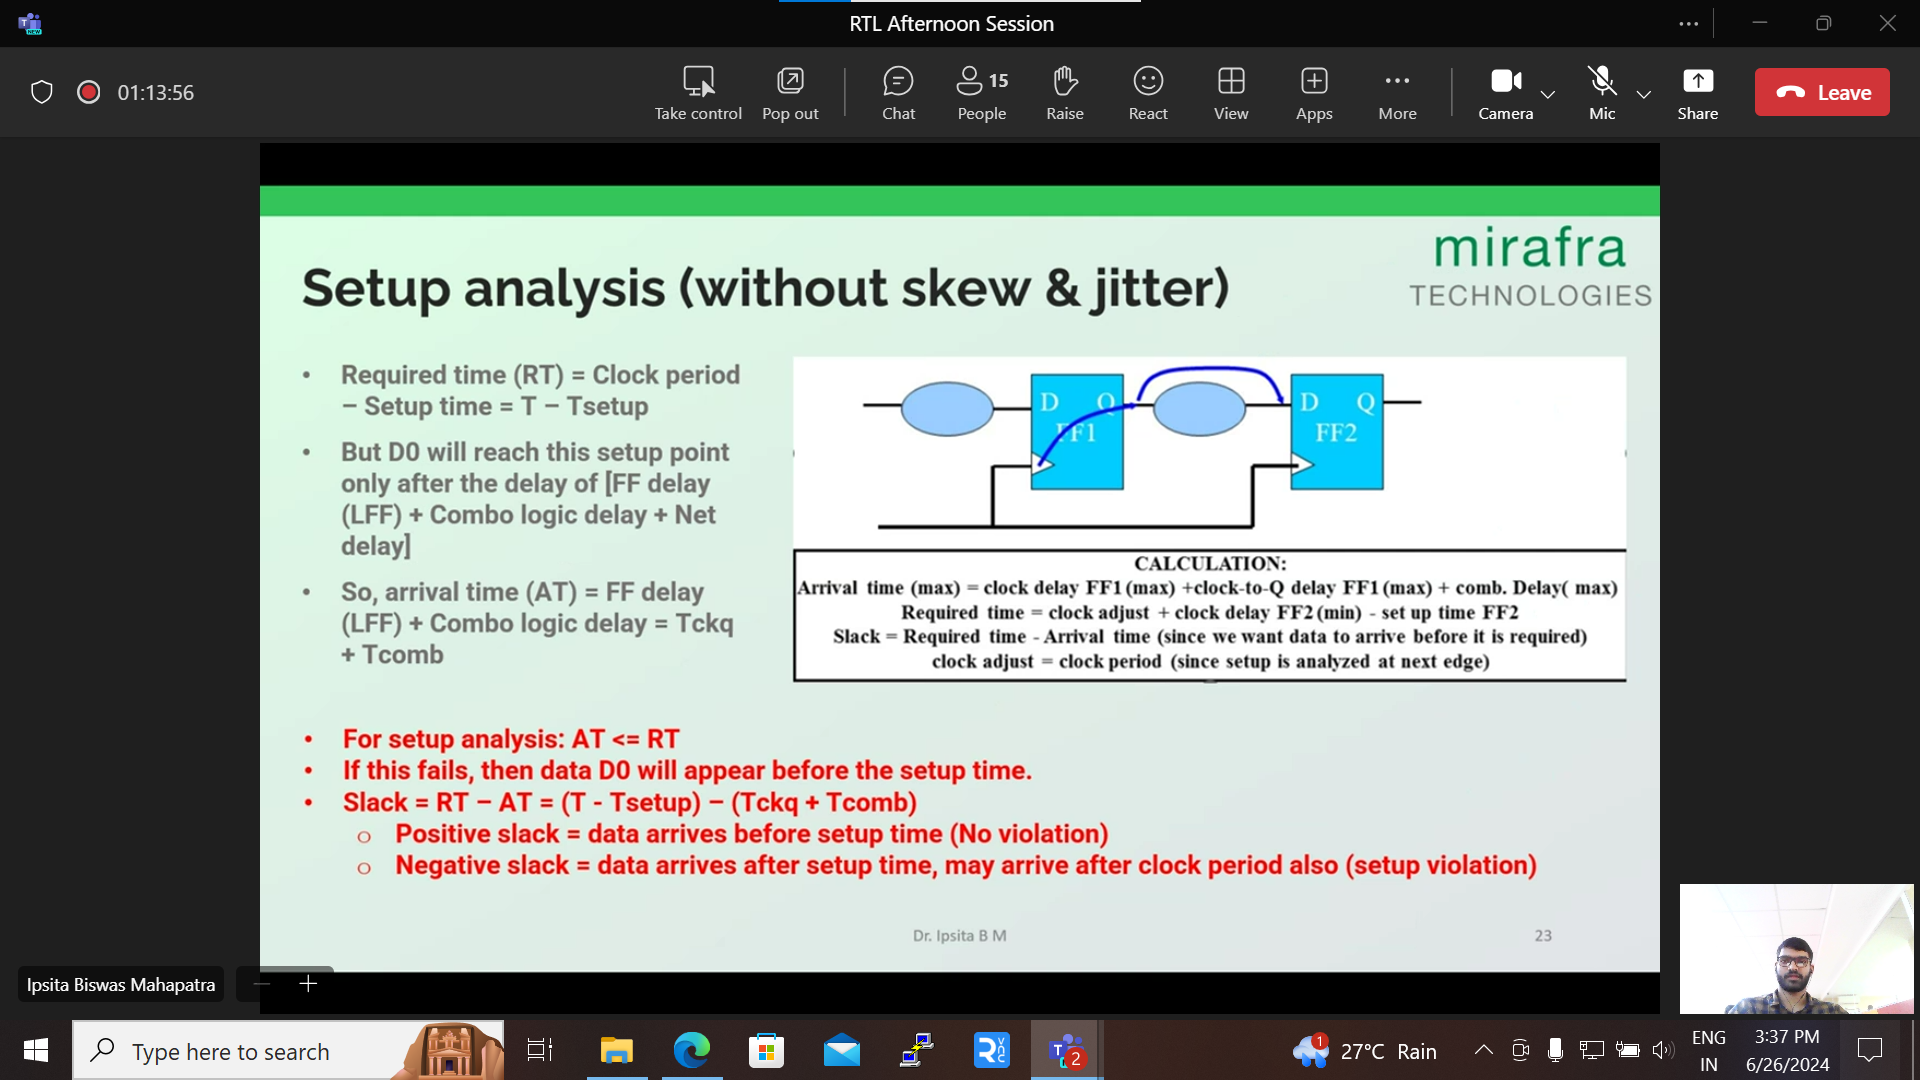 RTL Afternoon Session
01:13:56
Take control
Pop out
Chat
15
People
Raise
React
View
Apps
More
Camera
Mic
Share
Leave
mirafra
TECHNOLOGIES
Setup analysis (without skew & jitter)
• Required time (RT) = Clock period
– Setup time = T – Tsetup
• But D0 will reach this setup point
only after the delay of [FF delay
(LFF) + Combo logic delay + Net
delay]
• So, arrival time (AT) = FF delay
(LFF) + Combo logic delay = Tckq
+ Tcomb
D Q
FF1
D Q
FF2
CALCULATION:
Arrival time (max) = clock delay FF1 (max) +clock-to-Q delay FF1 (max) + comb. Delay( max)
Required time = clock adjust + clock delay FF2 (min) - set up time FF2
Slack = Required time - Arrival time (since we want data to arrive before it is required)
clock adjust = clock period (since setup is analyzed at next edge)
• For setup analysis: AT <= RT
• If this fails, then data D0 will appear before the setup time.
• Slack = RT – AT = (T - Tsetup) – (Tckq + Tcomb)
o Positive slack = data arrives before setup time (No violation)
o Negative slack = data arrives after setup time, may arrive after clock period also (setup violation)
Dr. Ipsita B M
23
Ipsita Biswas Mahapatra
Type here to search
2
1
27°C Rain
ENG
IN
3:37 PM
6/26/2024